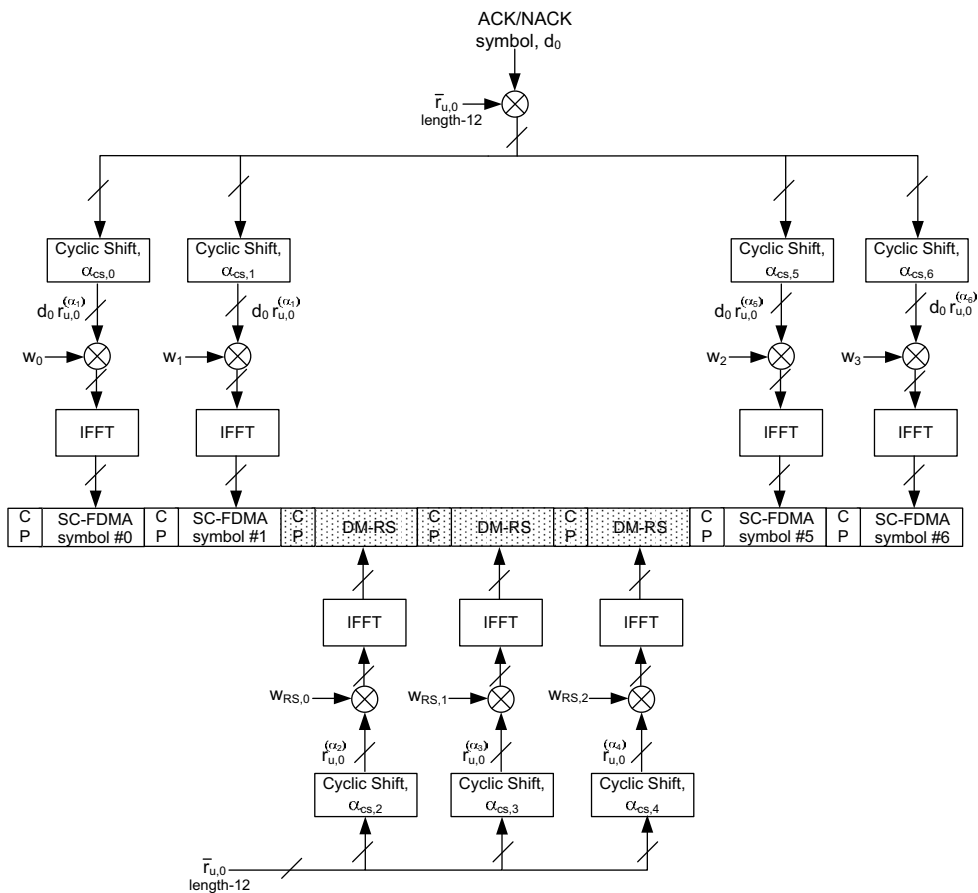 ACK/NACK
symbol, d₀
r̅u,0
length-12
Cyclic Shift,
αcs,0
Cyclic Shift,
αcs,1
Cyclic Shift,
αcs,5
Cyclic Shift,
αcs,6
d₀ ru,0(α₁)
d₀ ru,0(α₁)
d₀ ru,0(α₅)
d₀ ru,0(α₆)
w₀
w₁
w₂
w₃
IFFT
IFFT
IFFT
IFFT
C
P
SC-FDMA
symbol #0
C
P
SC-FDMA
symbol #1
C
P
DM-RS
C
P
DM-RS
C
P
DM-RS
C
P
SC-FDMA
symbol #5
C
P
SC-FDMA
symbol #6
IFFT
IFFT
IFFT
wRS,0
wRS,1
wRS,2
ru,0(α₂)
ru,0(α₃)
ru,0(α₄)
Cyclic Shift,
αcs,2
Cyclic Shift,
αcs,3
Cyclic Shift,
αcs,4
r̅u,0
length-12